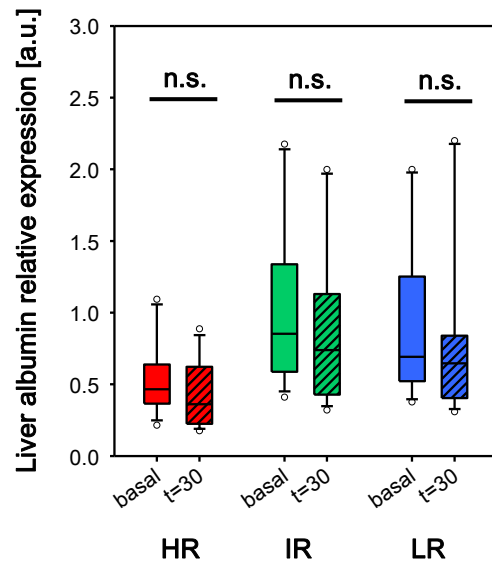 Liver albumin relative expression [a.u.]
3.0
2.5
2.0
1.5
1.0
0.5
0.0
n.s.
n.s.
n.s.
basal
t=30
basal
t=30
basal
t=30
HR
IR
LR